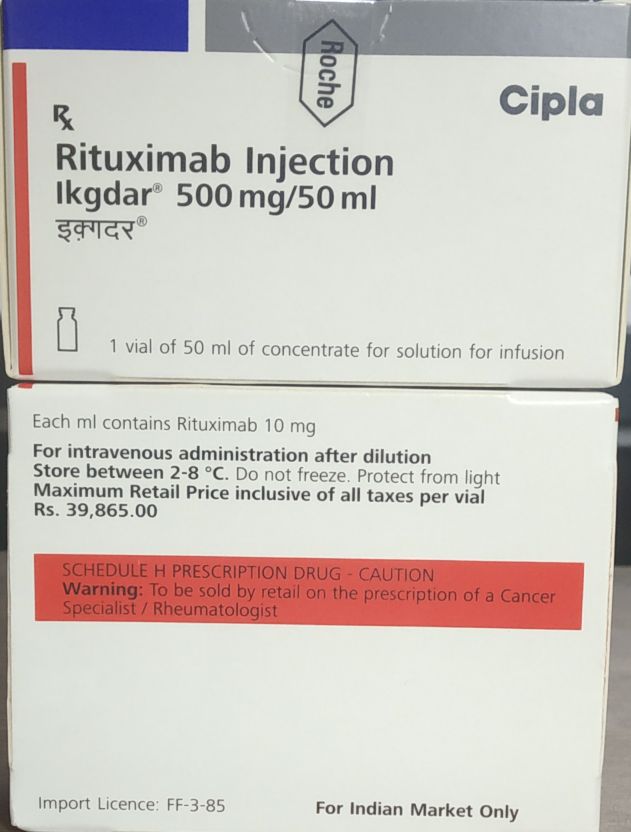 Roche
Cipla
Rx
Rituximab Injection
Ikgdar® 500 mg/50 ml
इक़्गदर®
1 vial of 50 ml of concentrate for solution for infusion
Each ml contains Rituximab 10 mg
For intravenous administration after dilution
Store between 2-8 °C. Do not freeze. Protect from light
Maximum Retail Price inclusive of all taxes per vial
Rs. 39,865.00
SCHEDULE H PRESCRIPTION DRUG - CAUTION
Warning: To be sold by retail on the prescription of a Cancer
Specialist / Rheumatologist
Import Licence: FF-3-85
For Indian Market Only